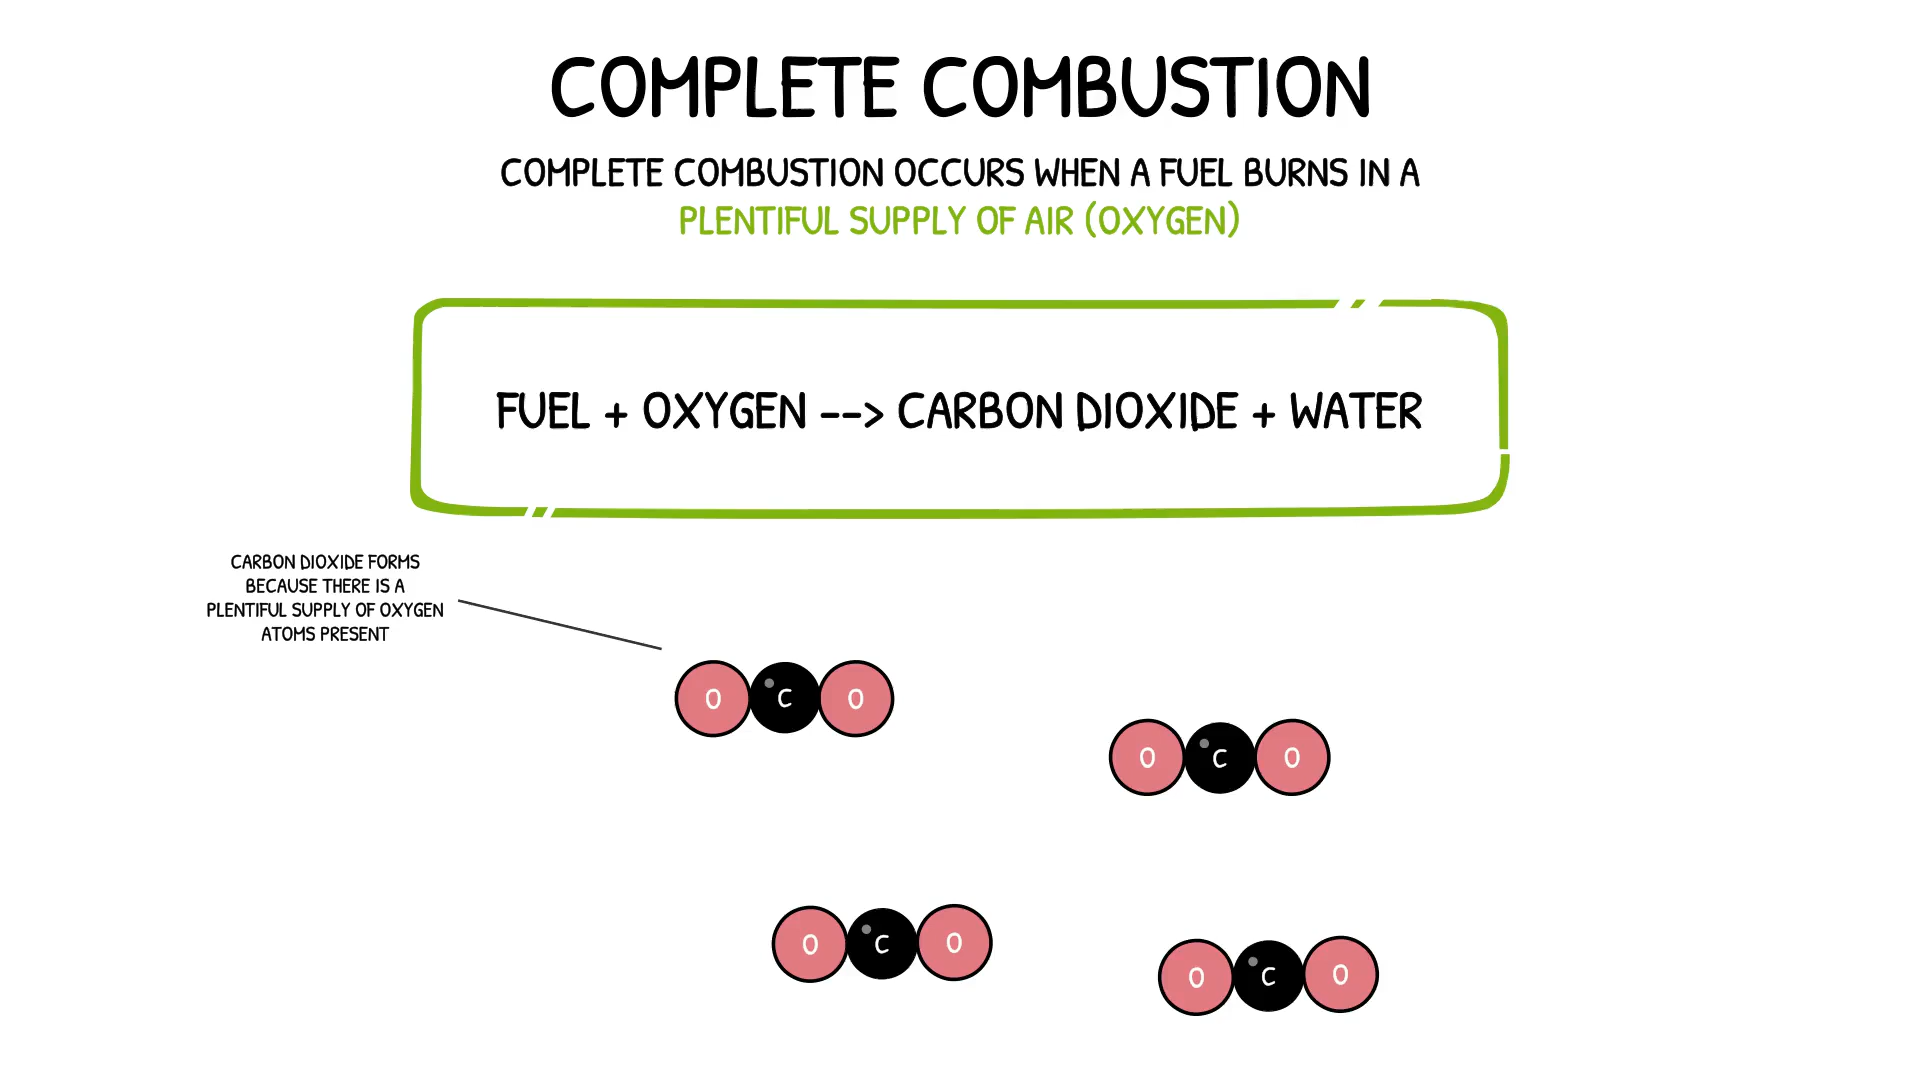 COMPLETE COMBUSTION
COMPLETE COMBUSTION OCCURS WHEN A FUEL BURNS IN A
PLENTIFUL SUPPLY OF AIR (OXYGEN)
FUEL + OXYGEN --> CARBON DIOXIDE + WATER
CARBON DIOXIDE FORMS
BECAUSE THERE IS A
PLENTIFUL SUPPLY OF OXYGEN
ATOMS PRESENT
O C O
O C O
O C O
O C O